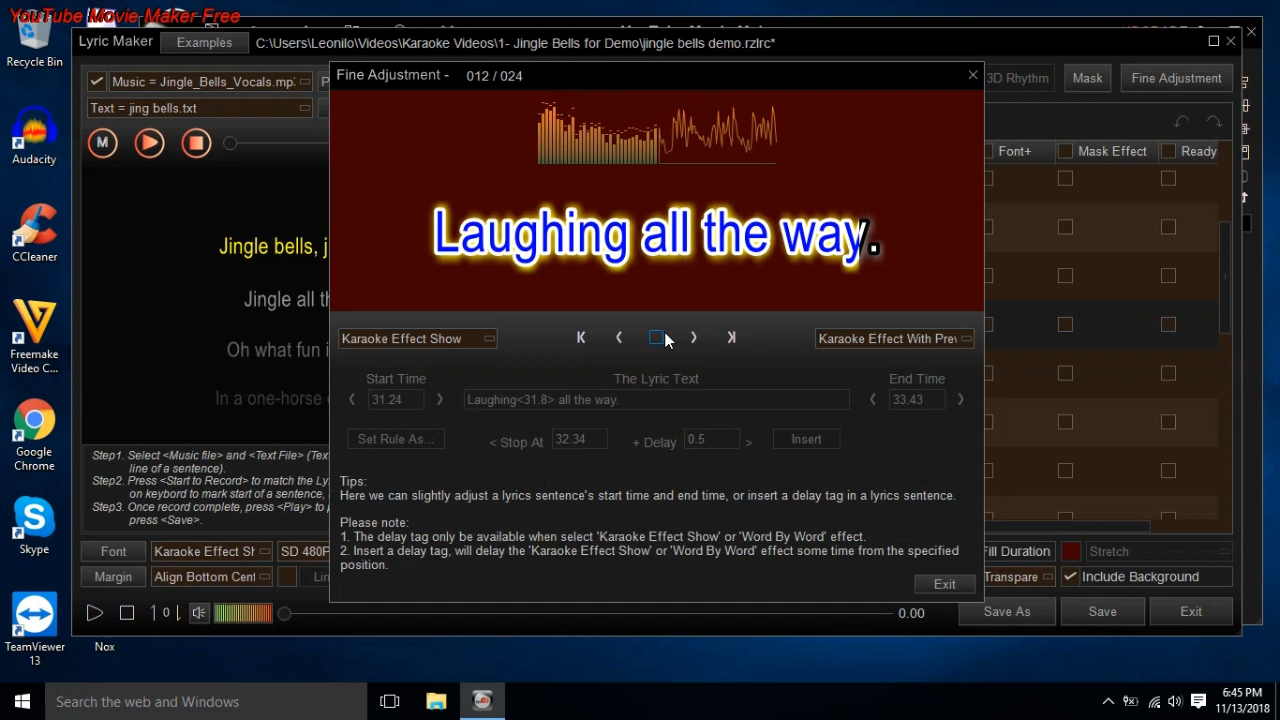 YouTube Movie Maker Free
Recycle Bin
Audacity
CCleaner
Freemake
Video C...
Google
Chrome
Skype
TeamViewer
13
Nox
Lyric Maker
Examples
C:\Users\Leonilo\Videos\Karaoke Videos\1- Jingle Bells for Demo\jingle bells demo.rzlrc*
Music = Jingle_Bells_Vocals.mp
Text = jing bells.txt
M
3D Rhythm
Mask
Fine Adjustment
Font+
Mask Effect
Ready
Jingle bells, j
Jingle all th
Oh what fun i
In a one-horse
Fine Adjustment - 012 / 024
Laughing all the way.
Karaoke Effect Show
Karaoke Effect With Prev
Start Time
The Lyric Text
End Time
31.24
Laughing<31.8> all the way.
33.43
Set Rule As...
< Stop At
32.34
+ Delay
0.5
>
Insert
Tips:
Here we can slightly adjust a lyrics sentence's start time and end time, or insert a delay tag in a lyrics sentence.
Please note:
1. The delay tag only be available when select 'Karaoke Effect Show' or 'Word By Word' effect.
2. Insert a delay tag, will delay the 'Karaoke Effect Show' or 'Word By Word' effect some time from the specified
position.
Exit
Step1. Select <Music file> and <Text File> (Tex
line of a sentence).
Step2. Press <Start to Record> to match the Ly
on keybord to mark start of a sentence,
Step3. Once record complete, press <Play> to p
press <Save>.
Font
Karaoke Effect Sh
SD 480P
Fill Duration
Stretch
Margin
Align Bottom Cent
Lin
Transpare
Include Background
0
0.00
Save As
Save
Exit
Search the web and Windows
6:45 PM
11/13/2018